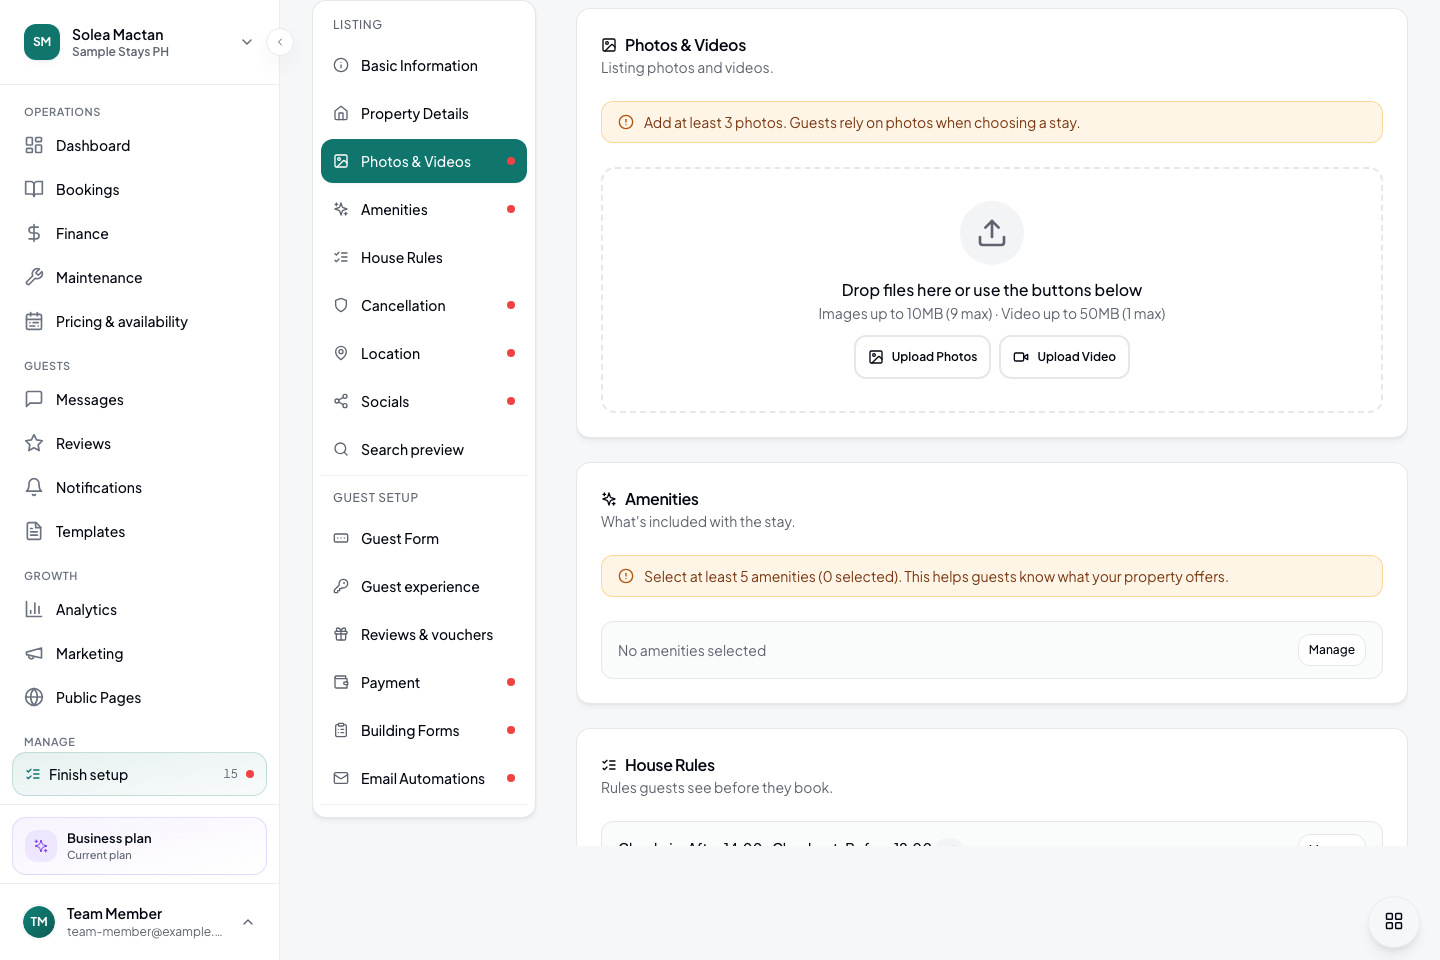 SM
Solea Mactan
Sample Stays PH
OPERATIONS
Dashboard
Bookings
Finance
Maintenance
Pricing & availability
GUESTS
Messages
Reviews
Notifications
Templates
GROWTH
Analytics
Marketing
Public Pages
MANAGE
Finish setup 15
Business plan
Current plan
TM
Team Member
team-member@example....
LISTING
Basic Information
Property Details
Photos & Videos
Amenities
House Rules
Cancellation
Location
Socials
Search preview
GUEST SETUP
Guest Form
Guest experience
Reviews & vouchers
Payment
Building Forms
Email Automations
Photos & Videos
Listing photos and videos.
Add at least 3 photos. Guests rely on photos when choosing a stay.
Drop files here or use the buttons below
Images up to 10MB (9 max) · Video up to 50MB (1 max)
Upload Photos
Upload Video
Amenities
What's included with the stay.
Select at least 5 amenities (0 selected). This helps guests know what your property offers.
No amenities selected
Manage
House Rules
Rules guests see before they book.